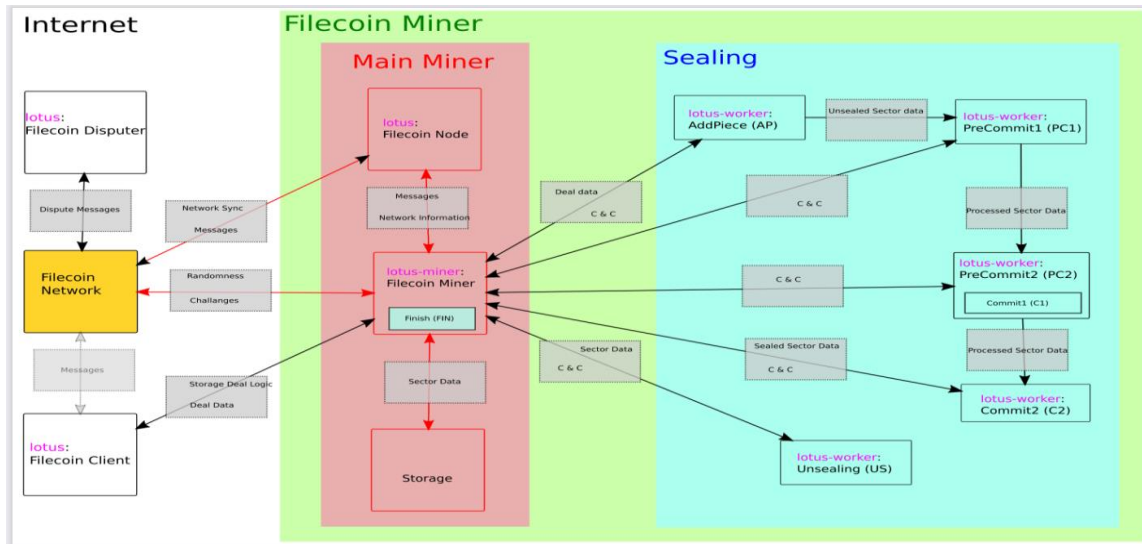 Internet
Filecoin Miner
Main Miner
Sealing
lotus:
Filecoin Disputer
Dispute Messages
Filecoin
Network
Messages
lotus:
Filecoin Client
Network Sync
Messages
Randomness
Challanges
Storage Deal Logic
Deal Data
lotus:
Filecoin Node
Messages
Network Information
lotus-miner:
Filecoin Miner
Finish (FIN)
Sector Data
Storage
Deal data
C & C
C & C
C & C
Sector Data
C & C
Sealed Sector Data
C & C
lotus-worker:
AddPiece (AP)
Unsealed Sector data
lotus-worker:
PreCommit1 (PC1)
Processed Sector Data
lotus-worker:
PreCommit2 (PC2)
Commit1 (C1)
Processed Sector Data
lotus-worker:
Commit2 (C2)
lotus-worker:
Unsealing (US)